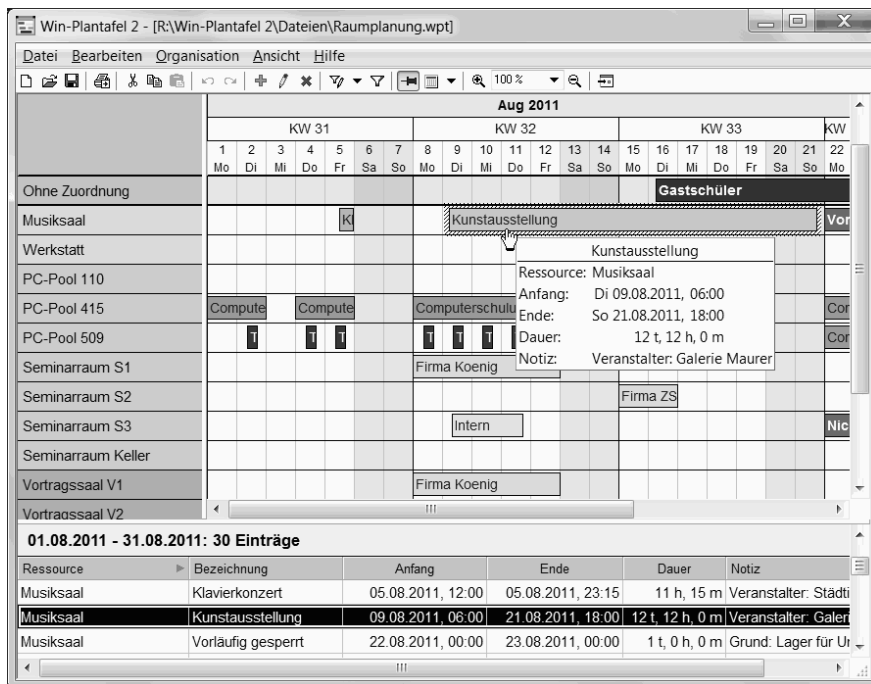 Win-Plantafel 2 - [R:\Win-Plantafel 2\Dateien\Raumplanung.wpt]
Datei Bearbeiten Organisation Ansicht Hilfe
100 %
Aug 2011
KW 31 KW 32 KW 33 KW
1 2 3 4 5 6 7 8 9 10 11 12 13 14 15 16 17 18 19 20 21 22
Mo Di Mi Do Fr Sa So Mo Di Mi Do Fr Sa So Mo Di Mi Do Fr Sa So Mo
Ohne Zuordnung Gastschüler
Musiksaal Kl Kunstausstellung Vor
Werkstatt
PC-Pool 110
PC-Pool 415 Compute Compute Computerschulu Cor
PC-Pool 509 T T T T T T Cor
Seminarraum S1 Firma Koenig
Seminarraum S2 Firma ZS
Seminarraum S3 Intern Nic
Seminarraum Keller
Vortragssaal V1 Firma Koenig
Vortragssaal V2
Kunstausstellung
Ressource: Musiksaal
Anfang: Di 09.08.2011, 06:00
Ende: So 21.08.2011, 18:00
Dauer: 12 t, 12 h, 0 m
Notiz: Veranstalter: Galerie Maurer
01.08.2011 - 31.08.2011: 30 Einträge
Ressource Bezeichnung Anfang Ende Dauer Notiz
Musiksaal Klavierkonzert 05.08.2011, 12:00 05.08.2011, 23:15 11 h, 15 m Veranstalter: Städti
Musiksaal Kunstausstellung 09.08.2011, 06:00 21.08.2011, 18:00 12 t, 12 h, 0 m Veranstalter: Galeri
Musiksaal Vorläufig gesperrt 22.08.2011, 00:00 23.08.2011, 00:00 1 t, 0 h, 0 m Grund: Lager für Ur